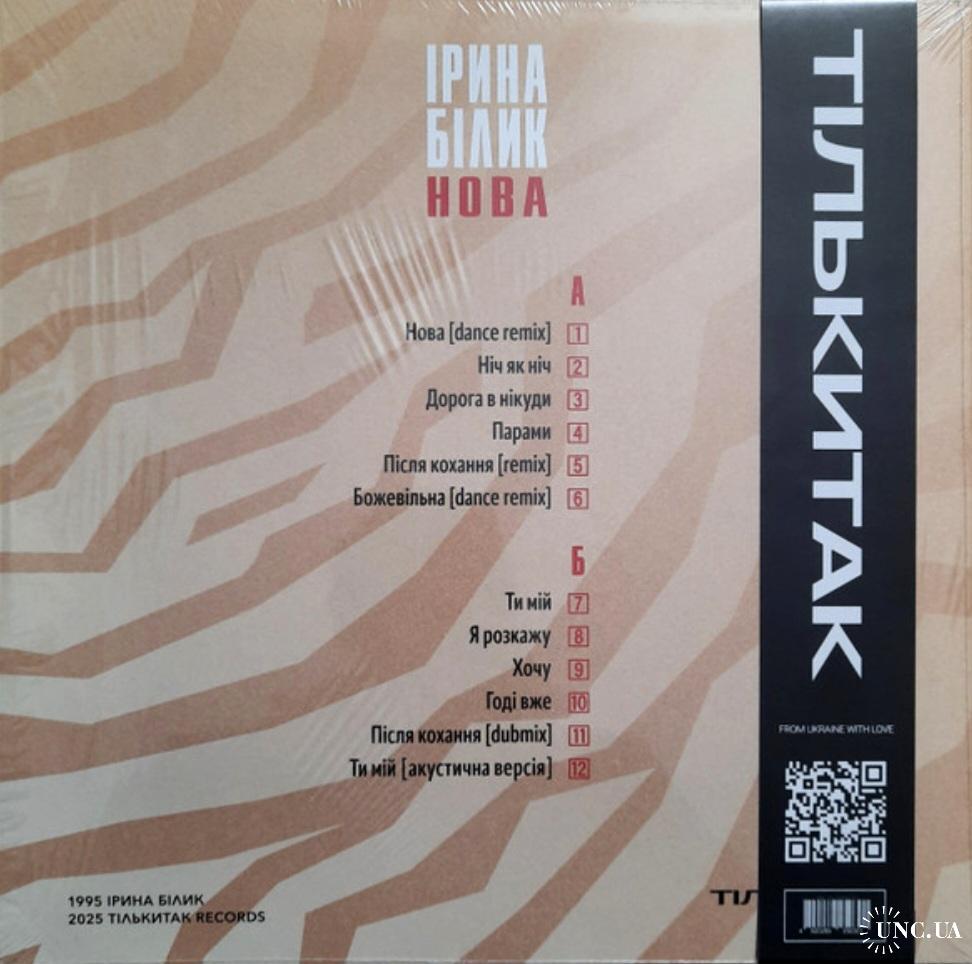 ІРИНА
БІЛИК
НОВА
А
Нова [dance remix] 1
Ніч як ніч 2
Дорога в нікуди 3
Парами 4
Після кохання [remix] 5
Божевільна [dance remix] 6
Б
Ти мій 7
Я розкажу 8
Хочу 9
Годі вже 10
Після кохання [dubmix] 11
Ти мій [акустична версія] 12
1995 ІРИНА БІЛИК
2025 ТІЛЬКИТАК RECORDS
ТІЛ
ТІЛЬКИТАК
FROM UKRAINE WITH LOVE
UNC.UA